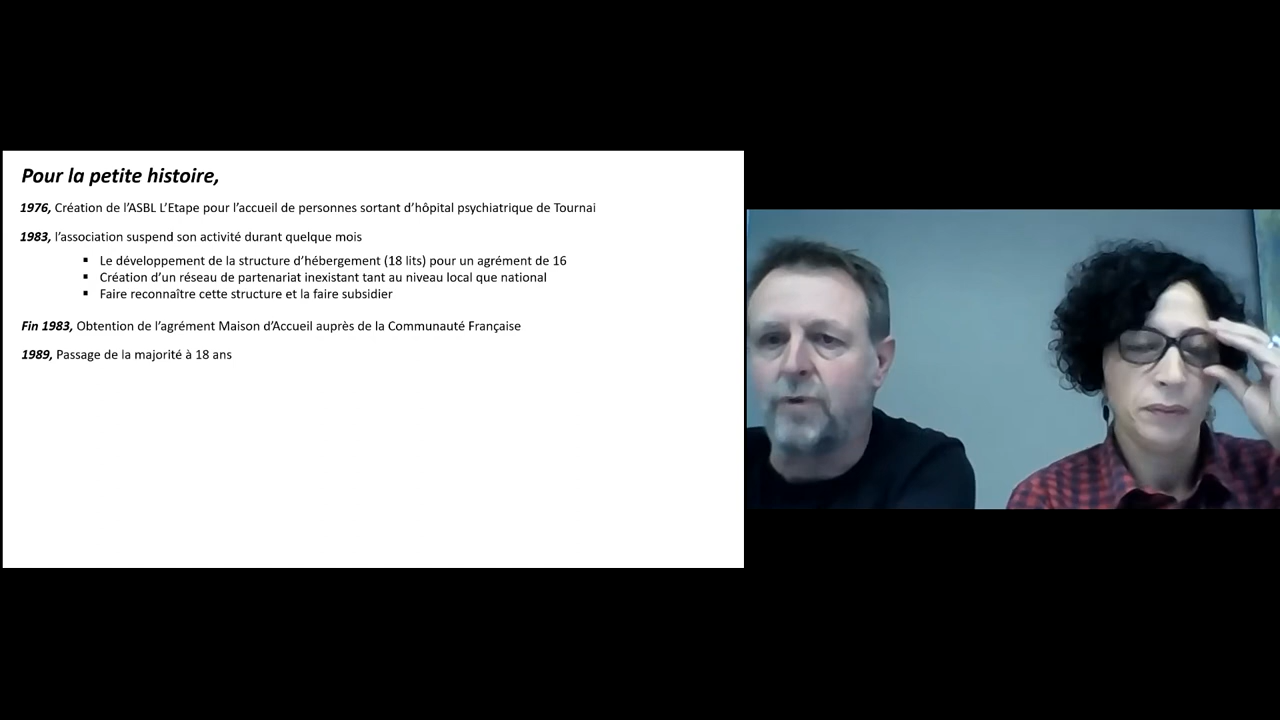 Pour la petite histoire,
1976, Création de l’ASBL L’Etape pour l’accueil de personnes sortant d’hôpital psychiatrique de Tournai
1983, l’association suspend son activité durant quelque mois
▪ Le développement de la structure d’hébergement (18 lits) pour un agrément de 16
▪ Création d’un réseau de partenariat inexistant tant au niveau local que national
▪ Faire reconnaître cette structure et la faire subsidier
Fin 1983, Obtention de l’agrément Maison d’Accueil auprès de la Communauté Française
1989, Passage de la majorité à 18 ans